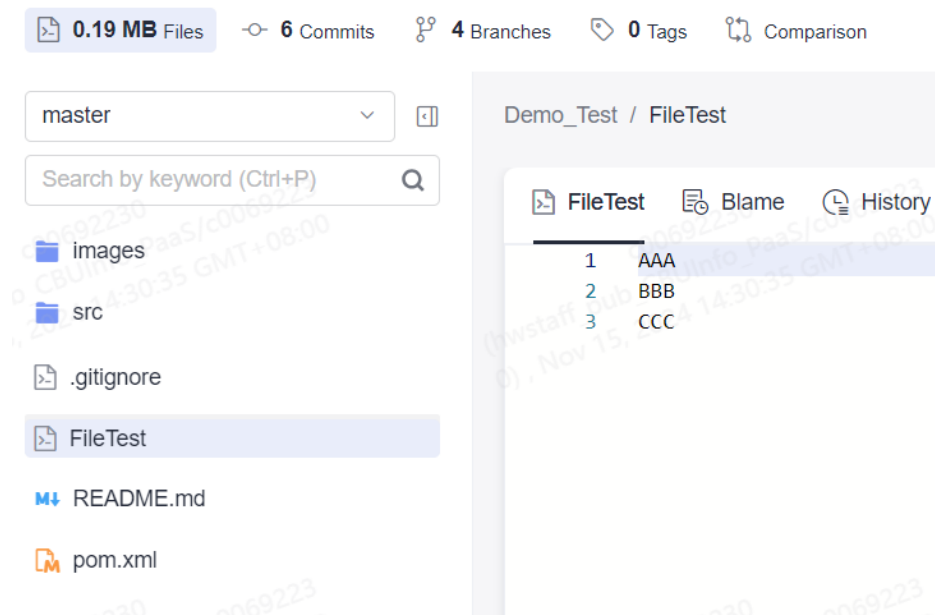 0.19 MB Files 6 Commits 4 Branches 0 Tags Comparison
master
Search by keyword (Ctrl+P)
images
src
.gitignore
FileTest
README.md
pom.xml
Demo_Test / FileTest
FileTest Blame History
1 AAA
2 BBB
3 CCC